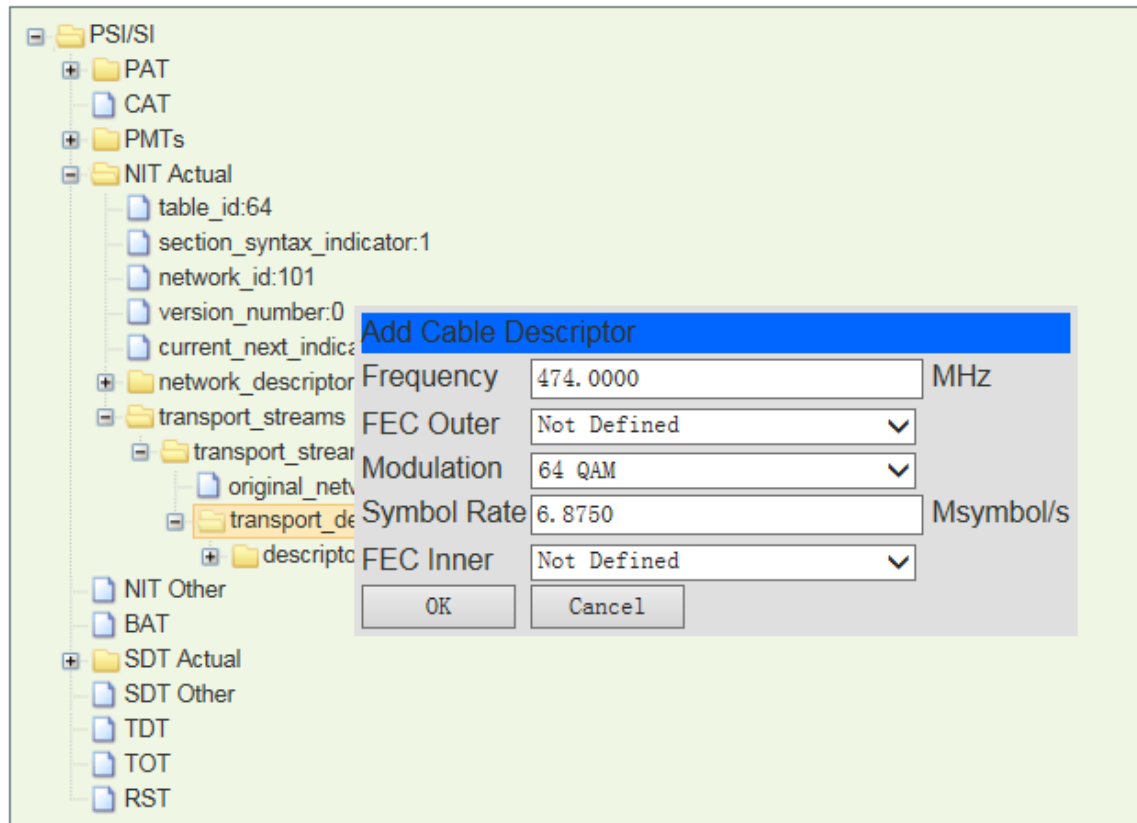 PSI/SI
PAT
CAT
PMTs
NIT Actual
table_id:64
section_syntax_indicator:1
network_id:101
version_number:0
current_next_indica
network_descriptor
transport_streams
transport_strear
original_netv
transport_de
descripto
NIT Other
BAT
SDT Actual
SDT Other
TDT
TOT
RST
Add Cable Descriptor
Frequency 474.0000 MHz
FEC Outer Not Defined
Modulation 64 QAM
Symbol Rate 6.8750 Msymbol/s
FEC Inner Not Defined
OK Cancel